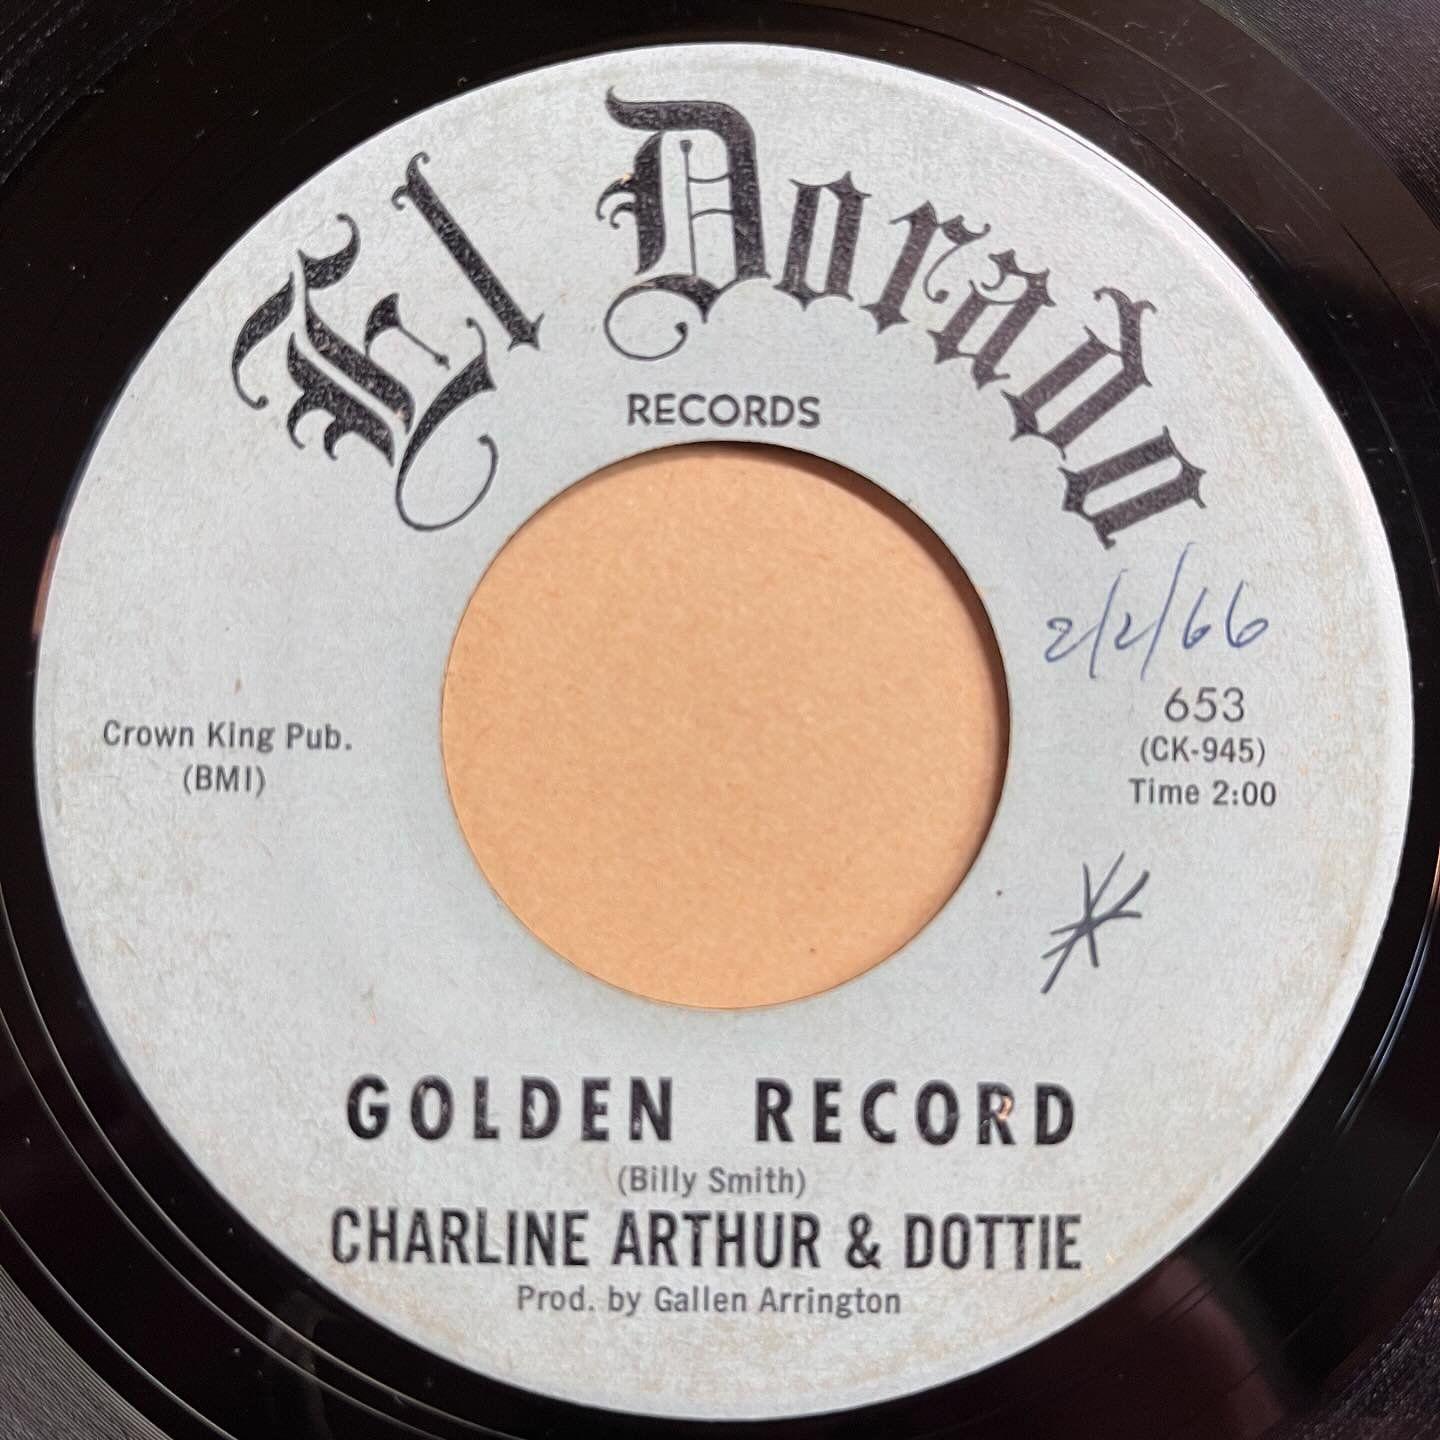 El Dorado
RECORDS
2/2/66
653
(CK-945)
Time 2:00
Crown King Pub.
(BMI)
GOLDEN RECORD
(Billy Smith)
CHARLINE ARTHUR & DOTTIE
Prod. by Gallen Arrington